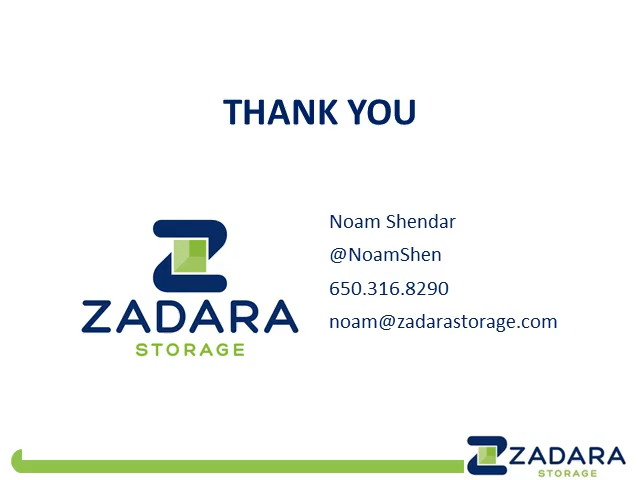 THANK YOU
Noam Shendar
@NoamShen
650.316.8290
noam@zadarastorage.com
ZADARA
STORAGE
ZADARA
STORAGE